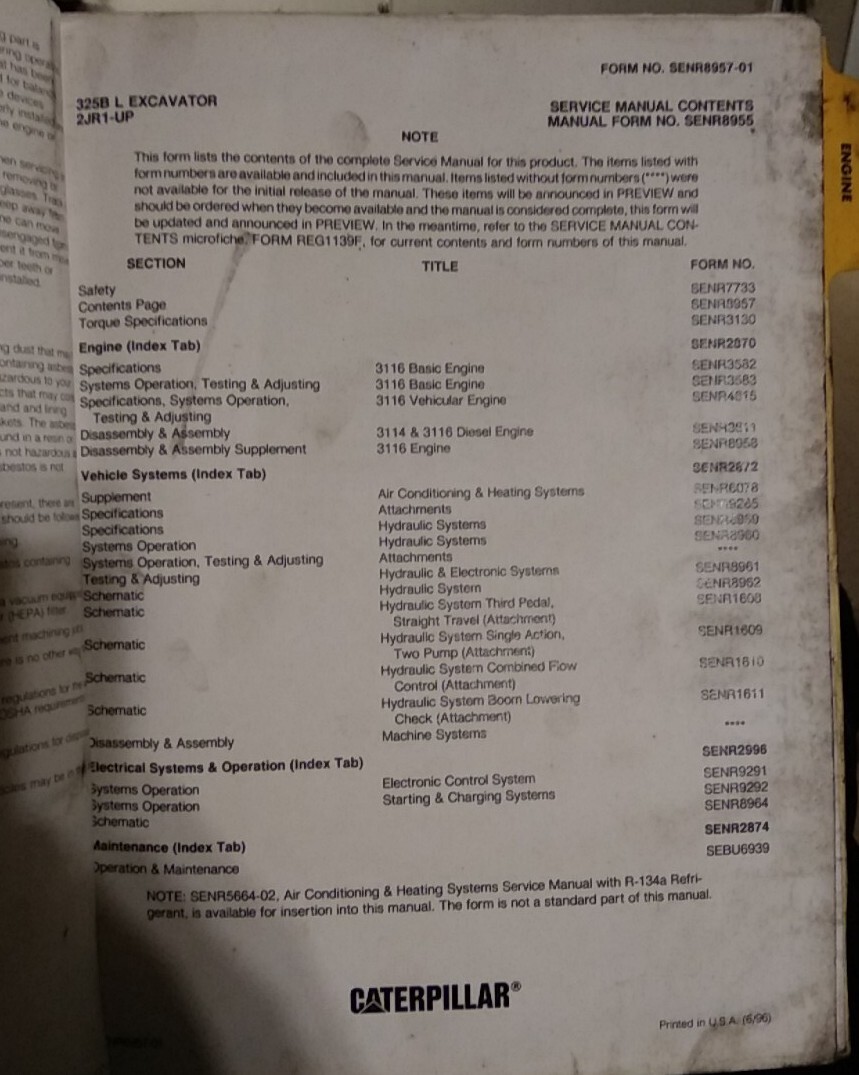 FORM NO. SENR8957-01
325B L EXCAVATOR
2JR1-UP
SERVICE MANUAL CONTENTS
MANUAL FORM NO. SENR8955
NOTE
This form lists the contents of the complete Service Manual for this product. The items listed with
form numbers are available and included in this manual. Items listed without form numbers (****) were
not available for the initial release of the manual. These items will be announced in PREVIEW and
should be ordered when they become available and the manual is considered complete, this form will
be updated and announced in PREVIEW. In the meantime, refer to the SERVICE MANUAL CON-
TENTS microfiche, FORM REG1139F, for current contents and form numbers of this manual.
SECTION TITLE FORM NO.
Safety SENR7733
Contents Page SENR8957
Torque Specifications SENR3130
Engine (Index Tab) SENR2870
Specifications 3116 Basic Engine SENR3582
Systems Operation, Testing & Adjusting 3116 Basic Engine SENR3583
Specifications, Systems Operation, 3116 Vehicular Engine SENR4815
Testing & Adjusting
Disassembly & Assembly 3114 & 3116 Diesel Engine
Disassembly & Assembly Supplement 3116 Engine SENR8958
Vehicle Systems (Index Tab) SENR2872
Supplement Air Conditioning & Heating Systems SENR6078
Specifications Attachments
Specifications Hydraulic Systems
Systems Operation Hydraulic Systems SENR8960
Systems Operation, Testing & Adjusting Attachments ****
Testing & Adjusting Hydraulic & Electronic Systems SENR8961
Schematic Hydraulic System SENR8962
Schematic Hydraulic System Third Pedal, SENR1608
Straight Travel (Attachment)
Schematic Hydraulic System Single Action, SENR1609
Two Pump (Attachment)
Schematic Hydraulic System Combined Flow SENR1610
Control (Attachment)
Schematic Hydraulic System Boom Lowering SENR1611
Check (Attachment)
Disassembly & Assembly Machine Systems ****
Electrical Systems & Operation (Index Tab) SENR2996
Systems Operation Electronic Control System SENR9291
Systems Operation Starting & Charging Systems SENR9292
Schematic SENR8964
Maintenance (Index Tab) SENR2874
Operation & Maintenance SEBU6939
NOTE: SENR5664-02, Air Conditioning & Heating Systems Service Manual with R-134a Refri-
gerant, is available for insertion into this manual. The form is not a standard part of this manual.
CATERPILLAR®
Printed in U.S.A. (6/96)
ENGINE